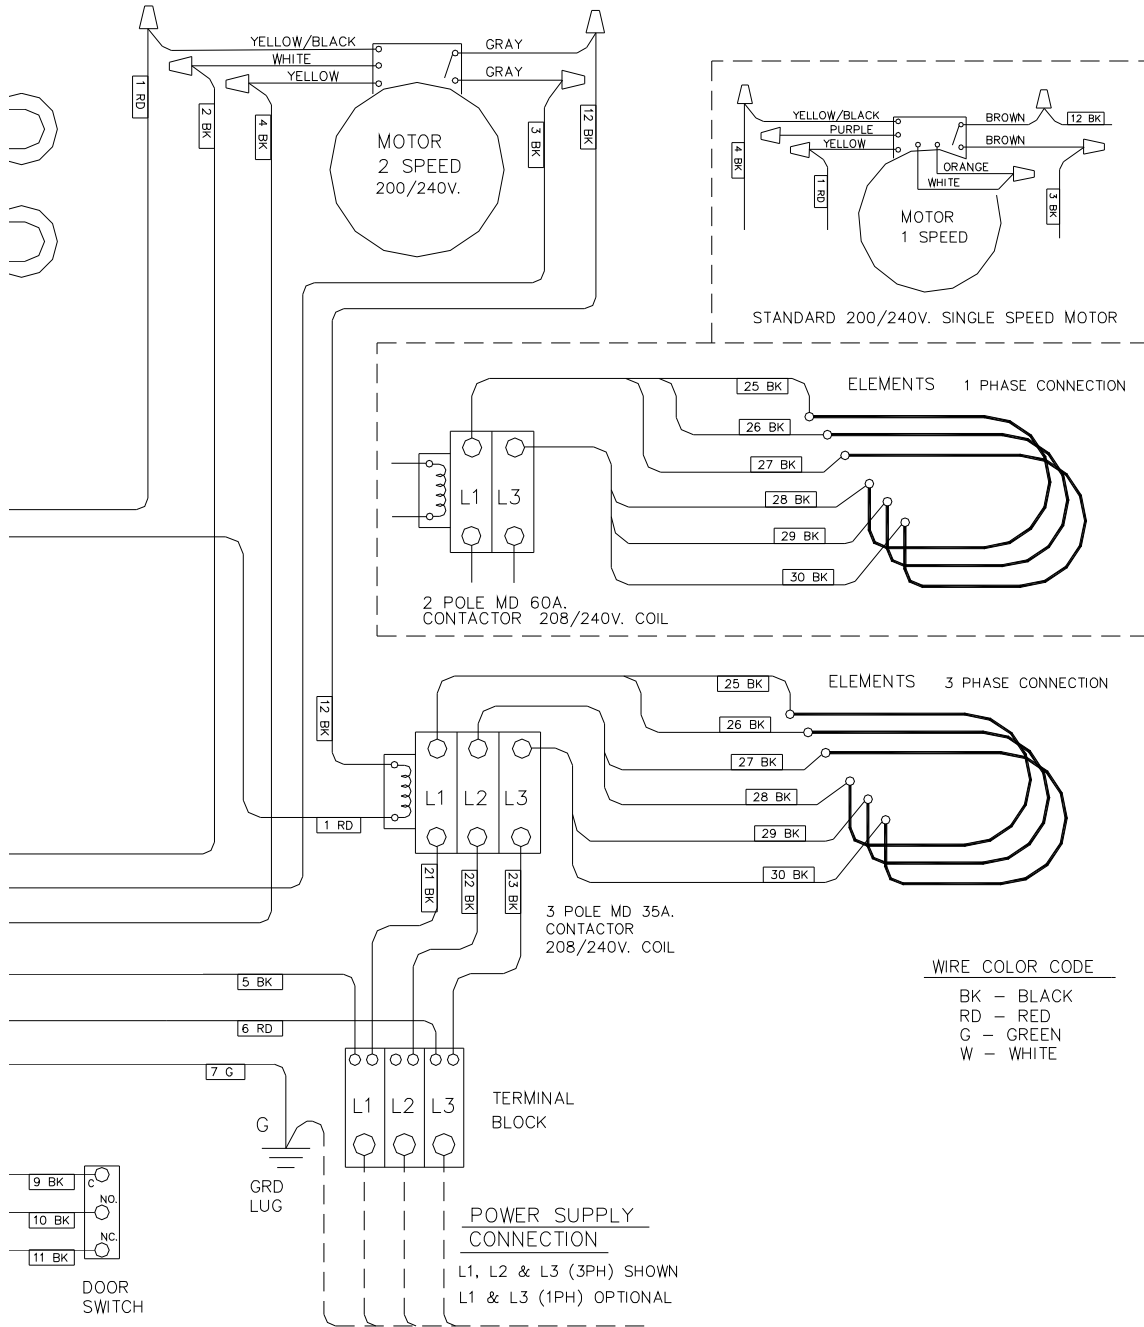 YELLOW/BLACK
WHITE
YELLOW
GRAY
GRAY
1 RD
2 BK
4 BK
3 BK
12 BK
MOTOR
2 SPEED
200/240V.
YELLOW/BLACK
PURPLE
YELLOW
BROWN
12 BK
BROWN
ORANGE
WHITE
4 BK
1 RD
3 BK
MOTOR
1 SPEED
STANDARD 200/240V. SINGLE SPEED MOTOR
25 BK
ELEMENTS 1 PHASE CONNECTION
26 BK
27 BK
28 BK
29 BK
30 BK
L1
L3
2 POLE MD 60A.
CONTACTOR 208/240V. COIL
12 BK
25 BK
ELEMENTS 3 PHASE CONNECTION
26 BK
27 BK
28 BK
29 BK
30 BK
L1
L2
L3
1 RD
21 BK
22 BK
23 BK
3 POLE MD 35A.
CONTACTOR
208/240V. COIL
WIRE COLOR CODE
BK – BLACK
RD – RED
G – GREEN
W – WHITE
5 BK
6 RD
7 G
L1
L2
L3
TERMINAL
BLOCK
G
GRD
LUG
9 BK
C
10 BK
NO.
11 BK
NC.
DOOR
SWITCH
POWER SUPPLY
CONNECTION
L1, L2 & L3 (3PH) SHOWN
L1 & L3 (1PH) OPTIONAL